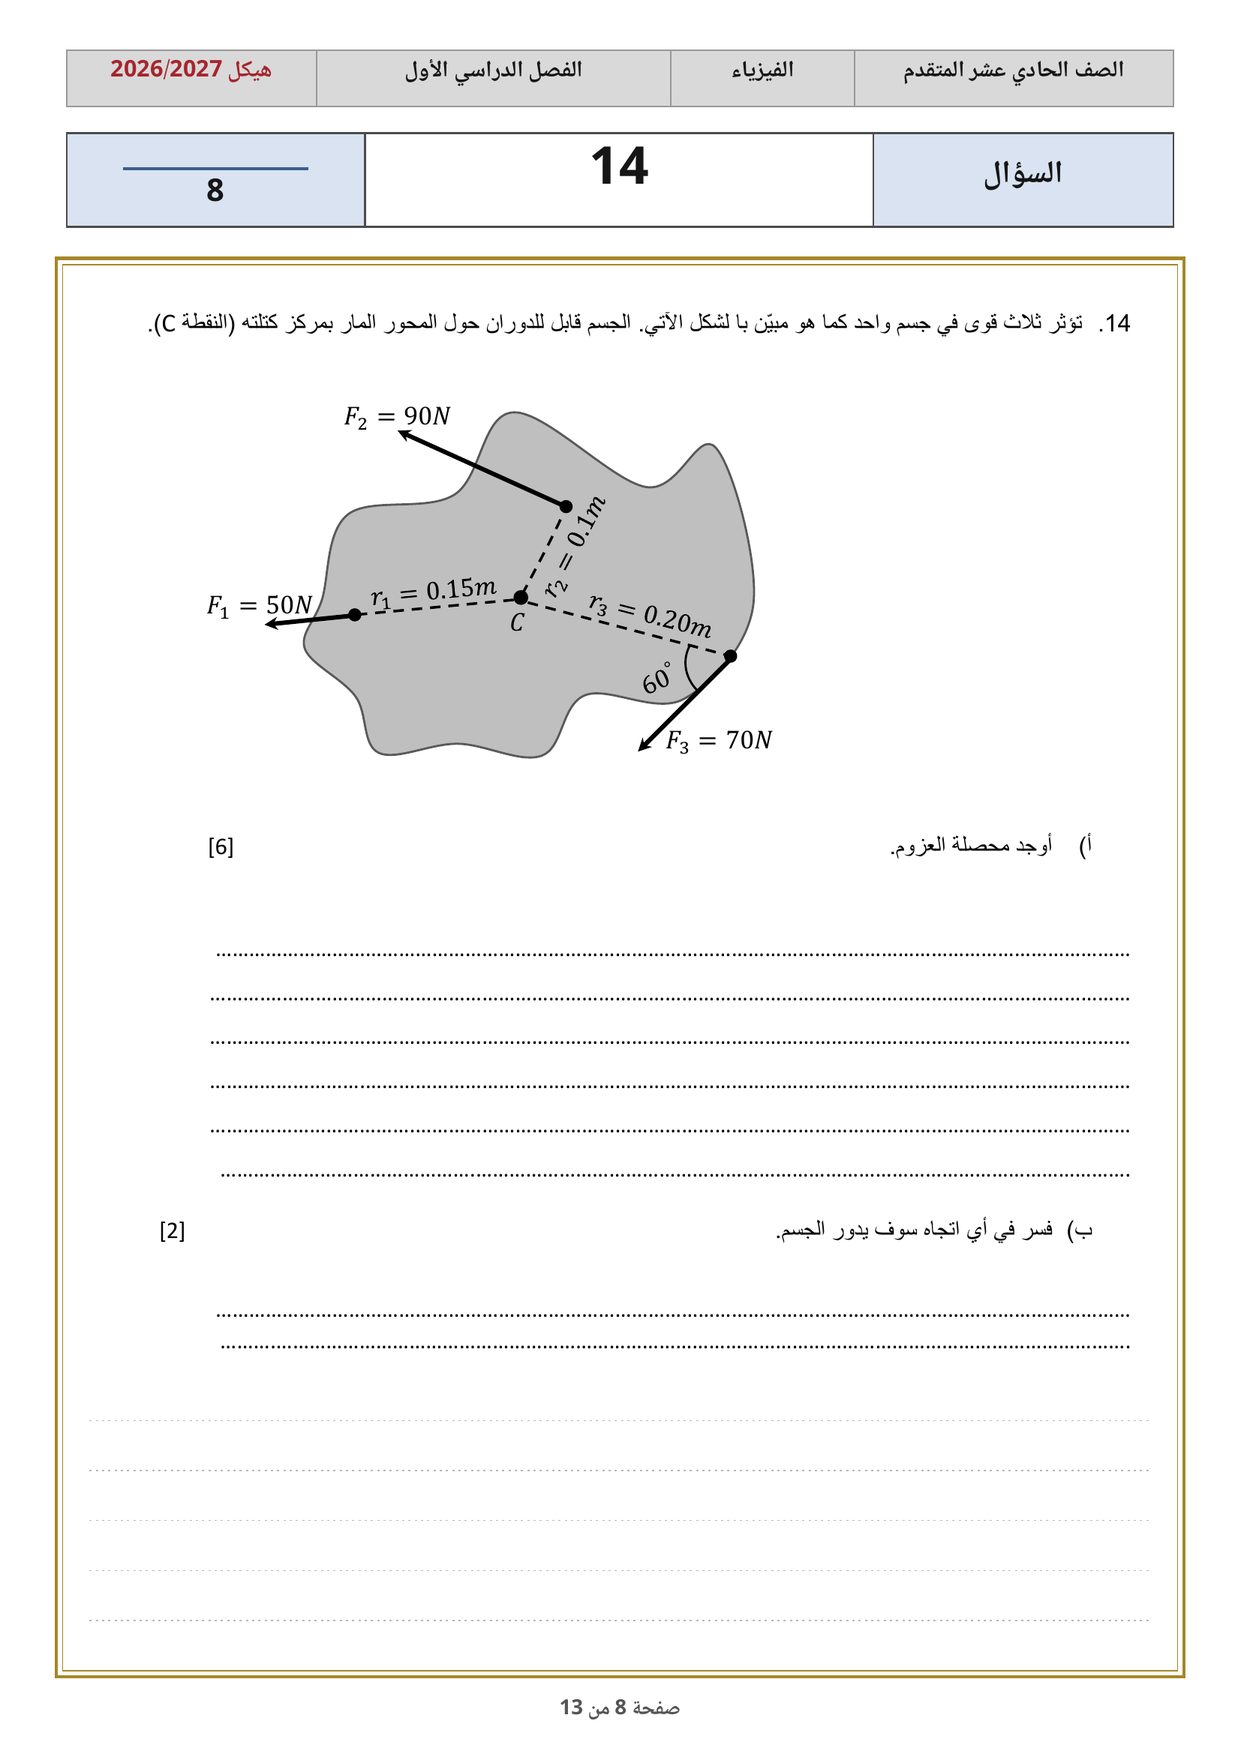 الصف الحادي عشر المتقدم الفيزياء الفصل الدراسي الأول هيكل 2026/2027
السؤال 14 8
14. تؤثر ثلاث قوى في جسم واحد كما هو مبيّن با لشكل الآتي. الجسم قابل للدوران حول المحور المار بمركز كتلته (النقطة C).
F₂ = 90N
r₂ = 0.1m
r₁ = 0.15m
F₁ = 50N
r₃ = 0.20m
C
60°
F₃ = 70N
أ) أوجد محصلة العزوم. [6]
ب) فسر في أي اتجاه سوف يدور الجسم. [2]
صفحة 8 من 13